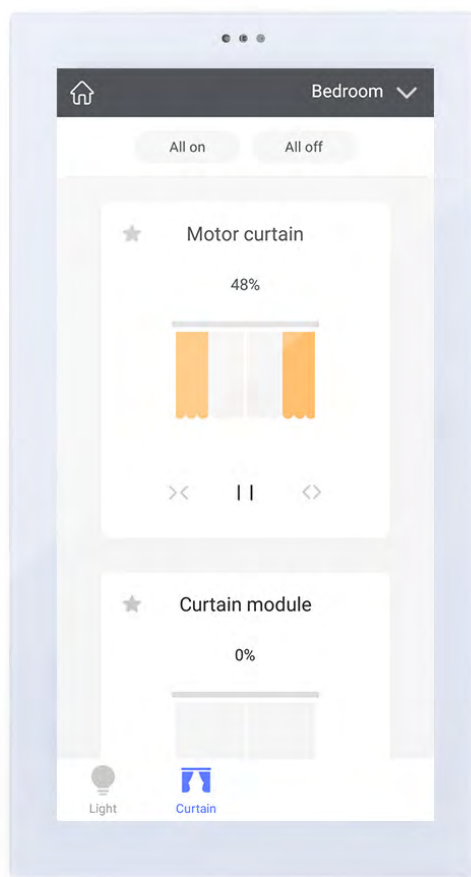 Bedroom
All on All off
Motor curtain
48%
Curtain module
0%
Light Curtain